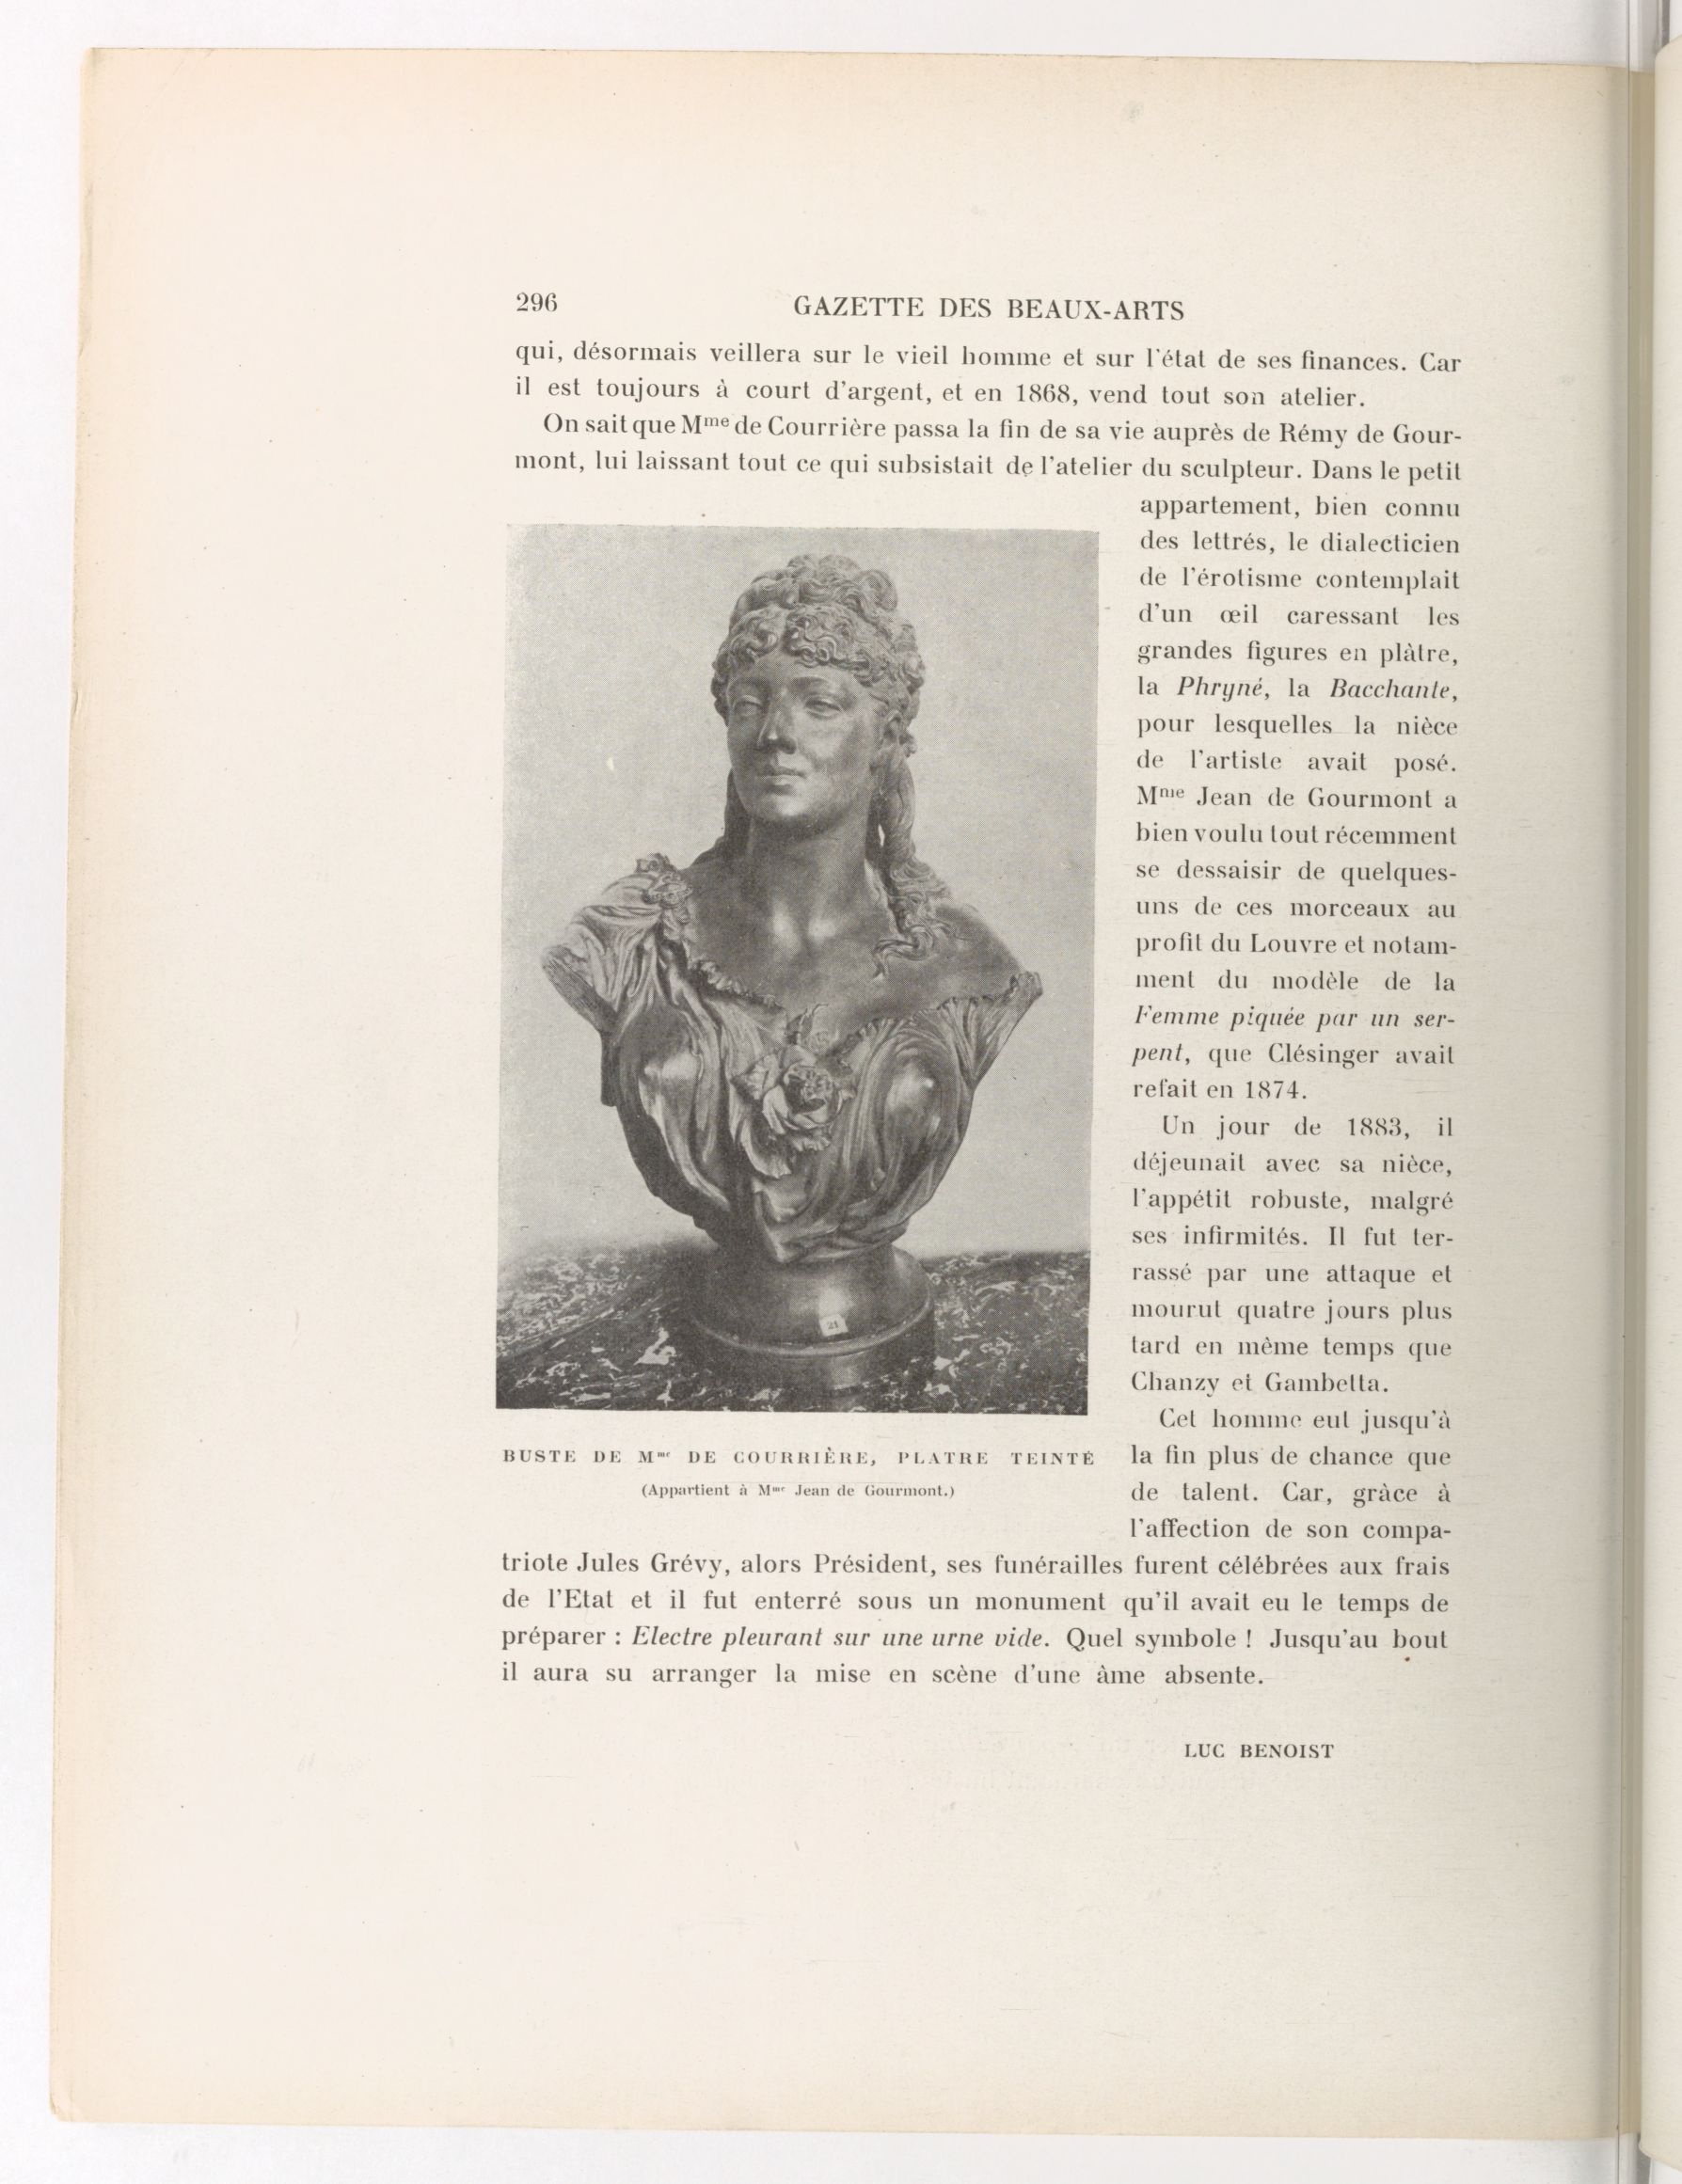 296
GAZETTE DES BEAUX-ARTS
qui, désormais veillera sur le vieil homme et sur l'état de ses finances. Car
il est toujours à court d'argent, et en 1868, vend tout son atelier.
On sait que Mme de Courrière passa la fin de sa vie auprès de Rémy de Gour-
mont, lui laissant tout ce qui subsistait de l'atelier du sculpteur. Dans le petit
appartement, bien connu
des lettrés, le dialecticien
de l'érotisme contemplait
d'un œil caressant les
grandes figures en plâtre,
la Phryné, la Bacchante,
pour lesquelles la nièce
de l'artiste avait posé.
Mme Jean de Gourmont a
bien voulu tout récemment
se dessaisir de quelques-
uns de ces morceaux au
profit du Louvre et notam-
ment du modèle de la
Femme piquée par un ser-
pent, que Clésinger avait
refait en 1874.
Un jour de 1883, il
déjeunait avec sa nièce,
l'appétit robuste, malgré
ses infirmités. Il fut ter-
rassé par une attaque et
mourut quatre jours plus
tard en même temps que
Chanzy et Gambetta.
Cet homme eut jusqu'à
la fin plus de chance que
de talent. Car, grâce à
l'affection de son compa-
triote Jules Grévy, alors Président, ses funérailles furent célébrées aux frais
de l'Etat et il fut enterré sous un monument qu'il avait eu le temps de
préparer : Electre pleurant sur une urne vide. Quel symbole ! Jusqu'au bout
il aura su arranger la mise en scène d'une âme absente.
LUC BENOIST
21
BUSTE DE Mme DE COURRIÈRE, PLATRE TEINTÉ
(Appartient à Mme Jean de Gourmont.)